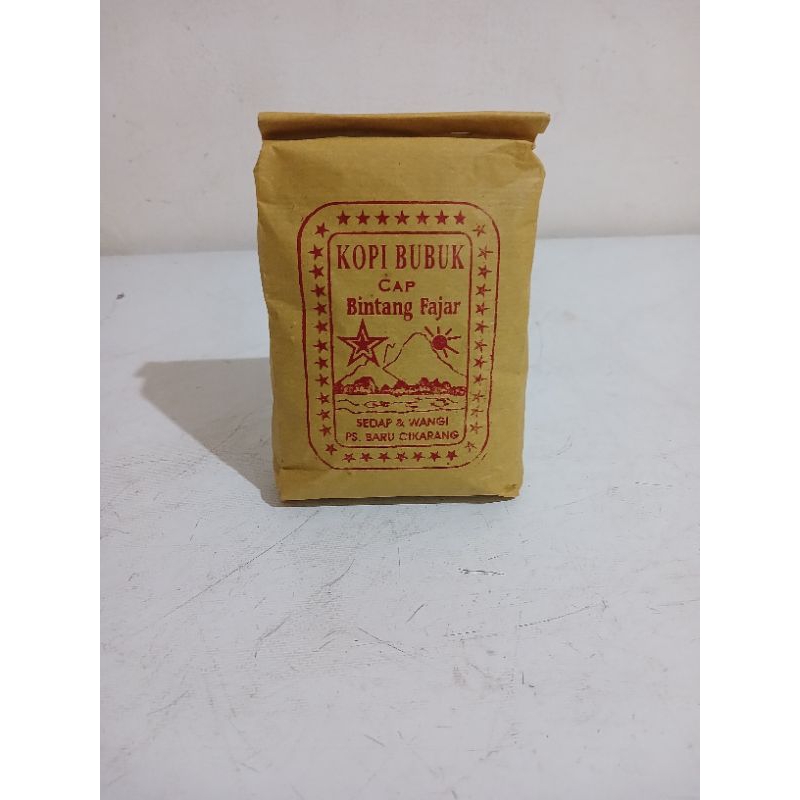 KOPI BUBUK
CAP
Bintang Fajar
SEDAP & WANGI
PS. BARU CIKARANG